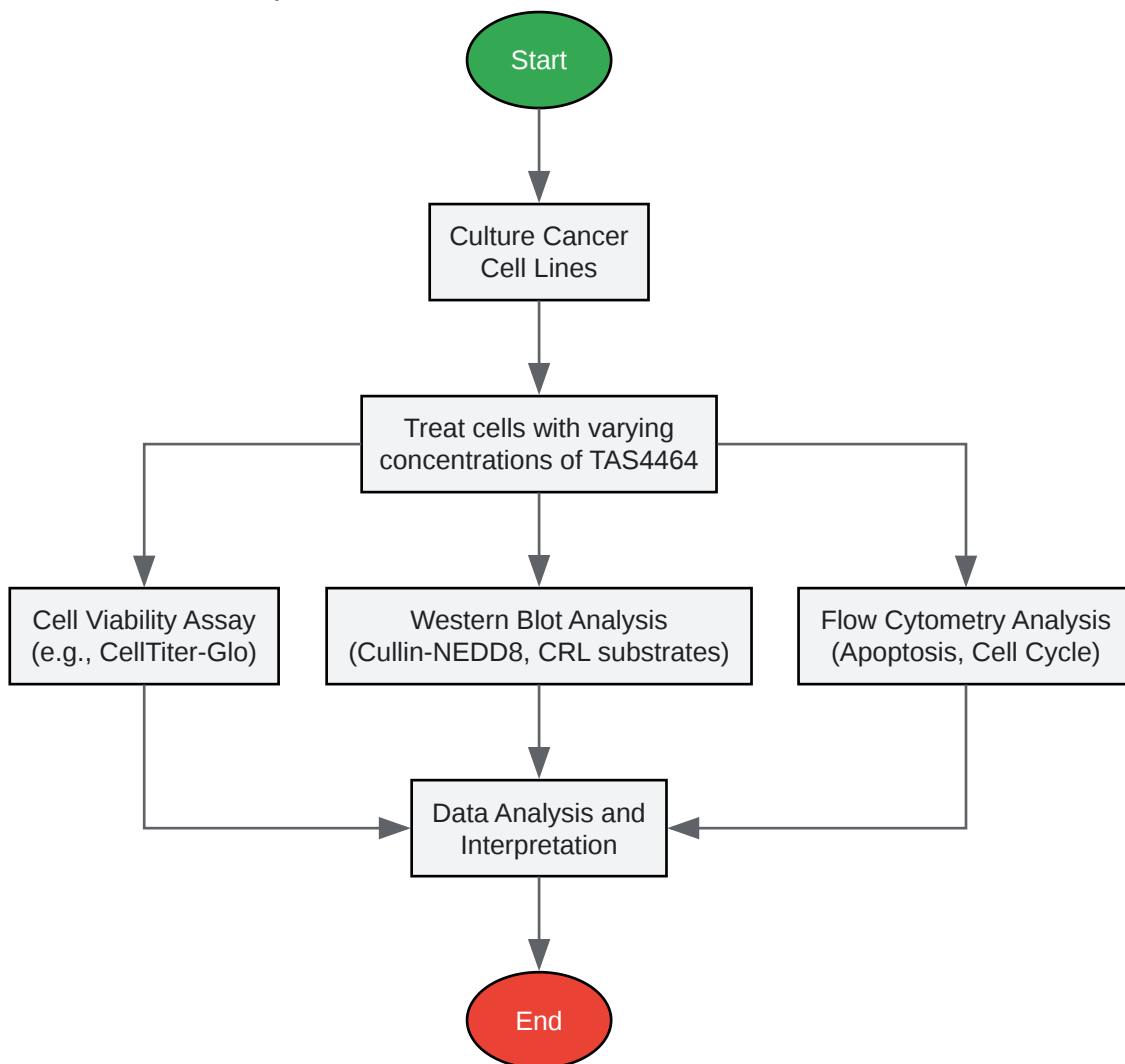 Start
Culture Cancer
Cell Lines
Treat cells with varying
concentrations of TAS4464
Cell Viability Assay
(e.g., CellTiter-Glo)
Western Blot Analysis
(Cullin-NEDD8, CRL substrates)
Flow Cytometry Analysis
(Apoptosis, Cell Cycle)
Data Analysis and
Interpretation
End